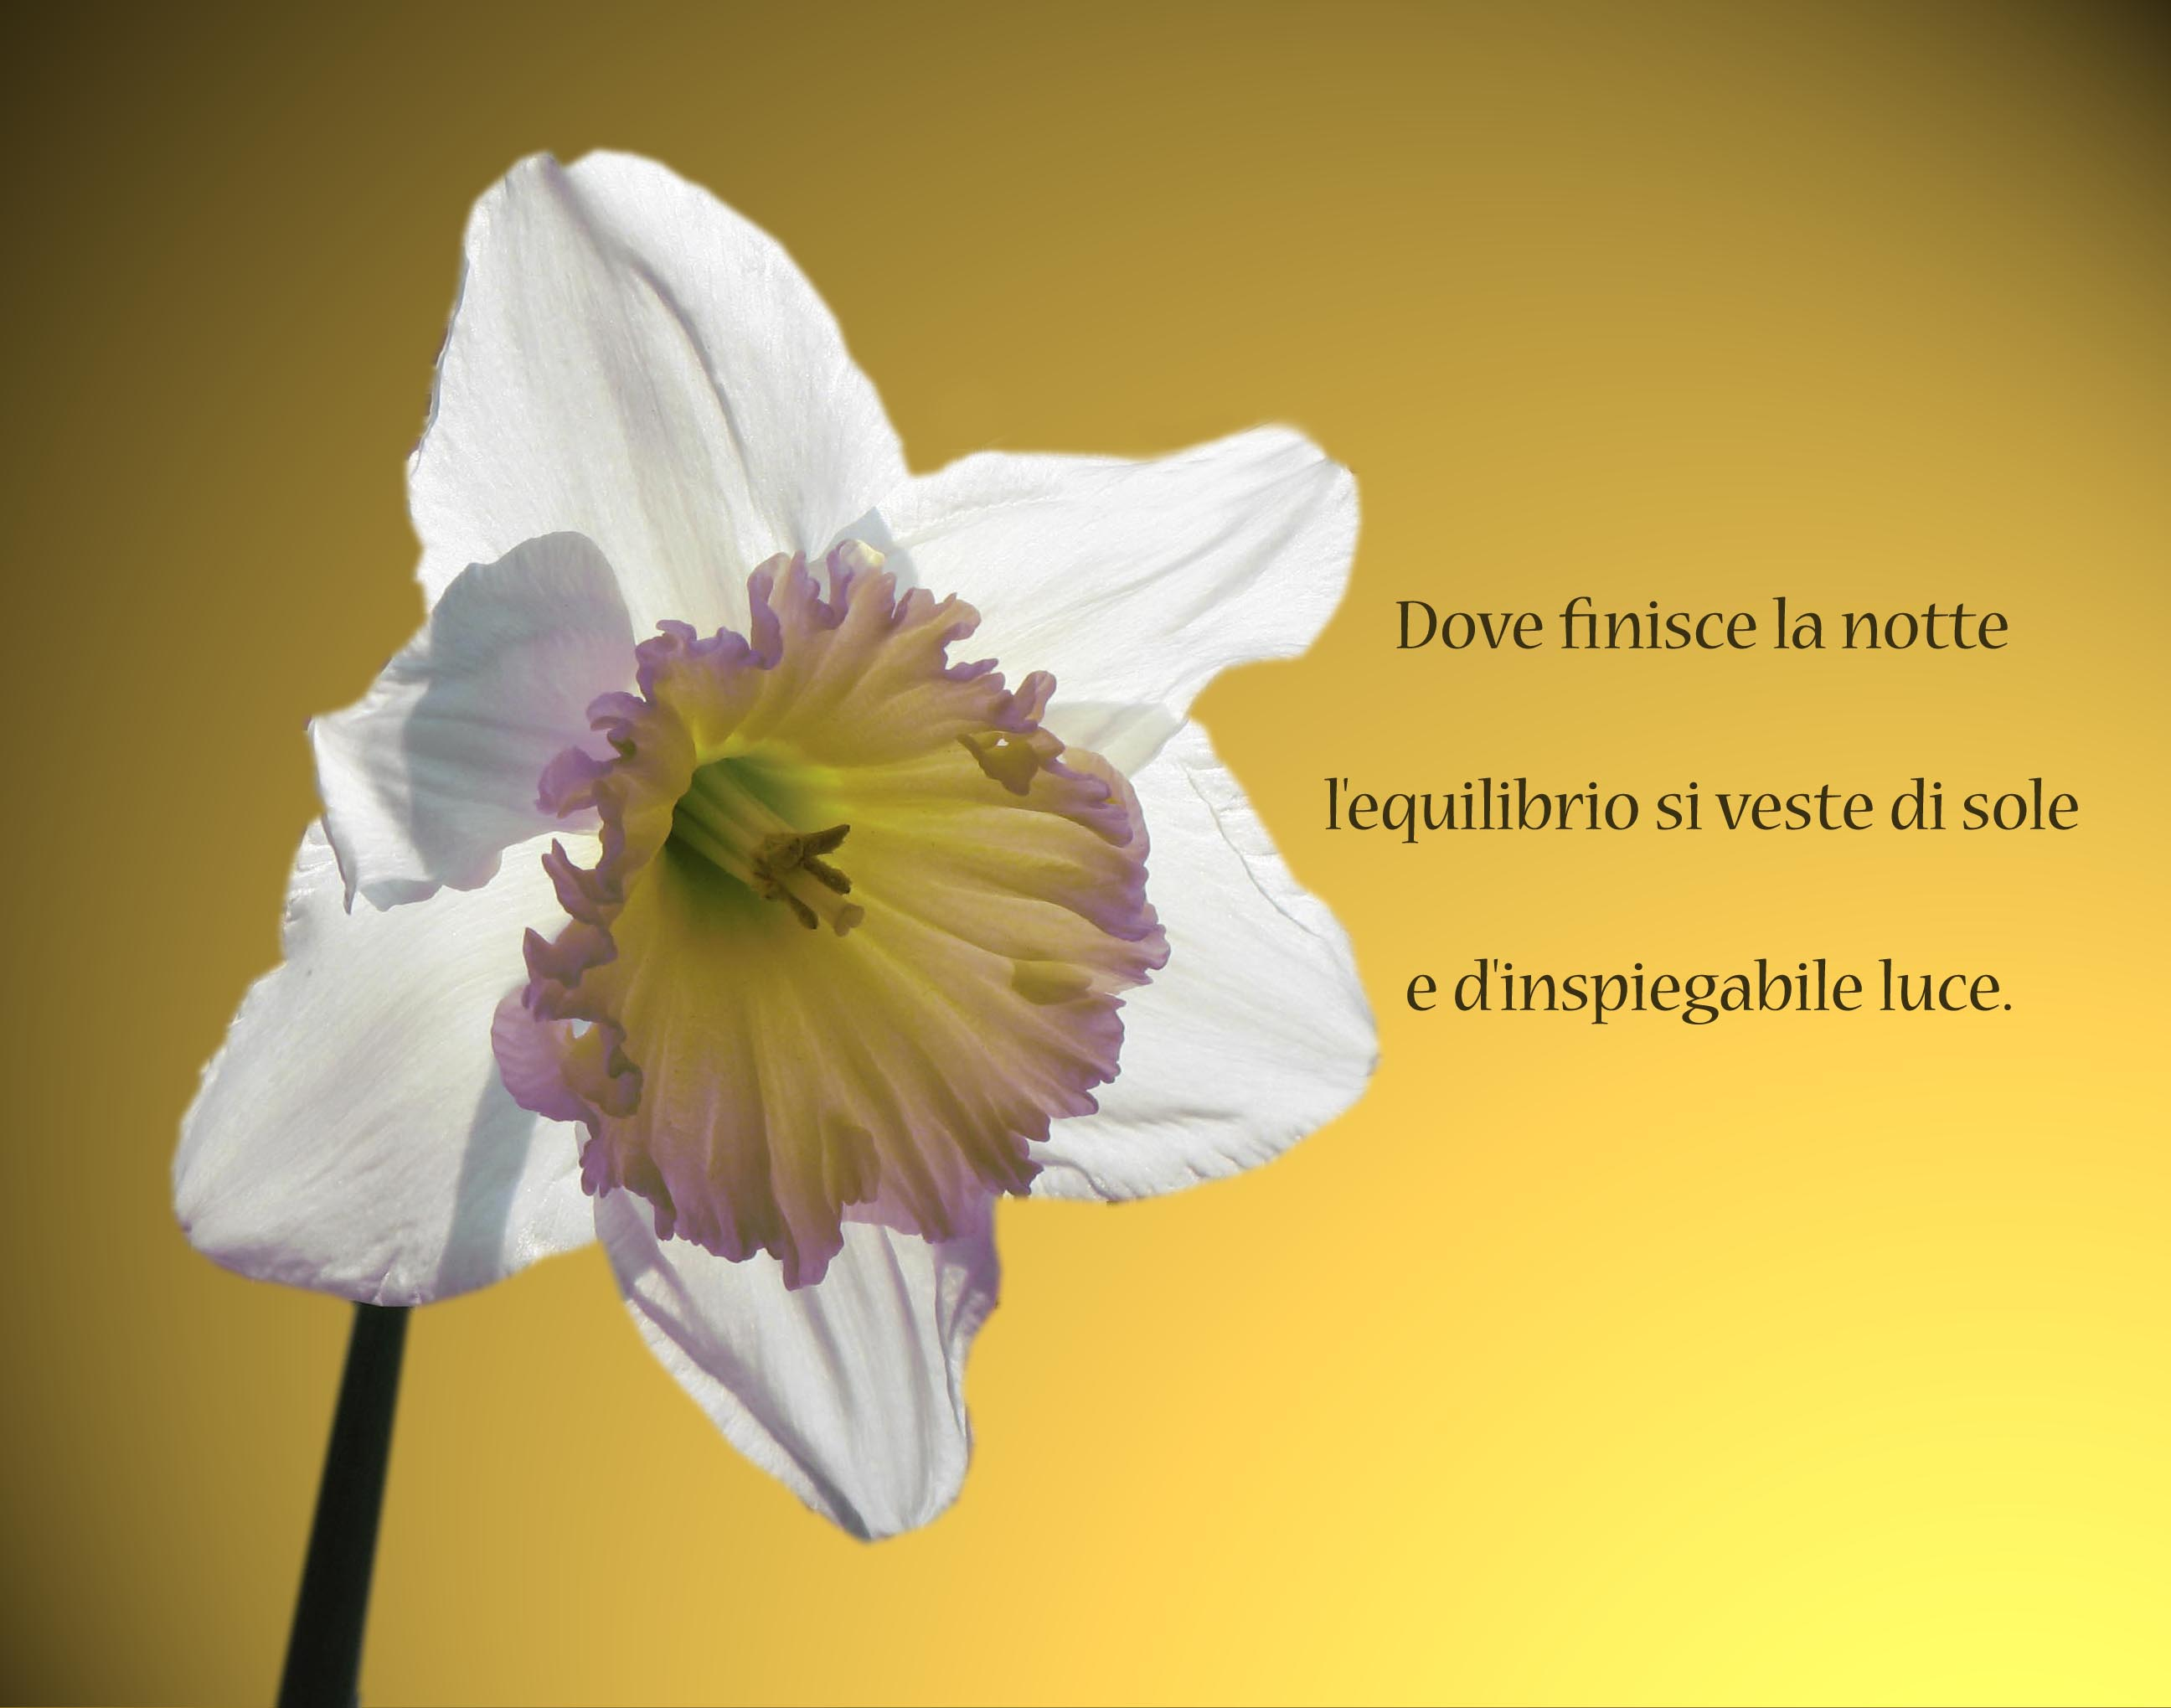 Dove finisce la notte
l'equilibrio si veste di sole
e d'inspiegabile luce.